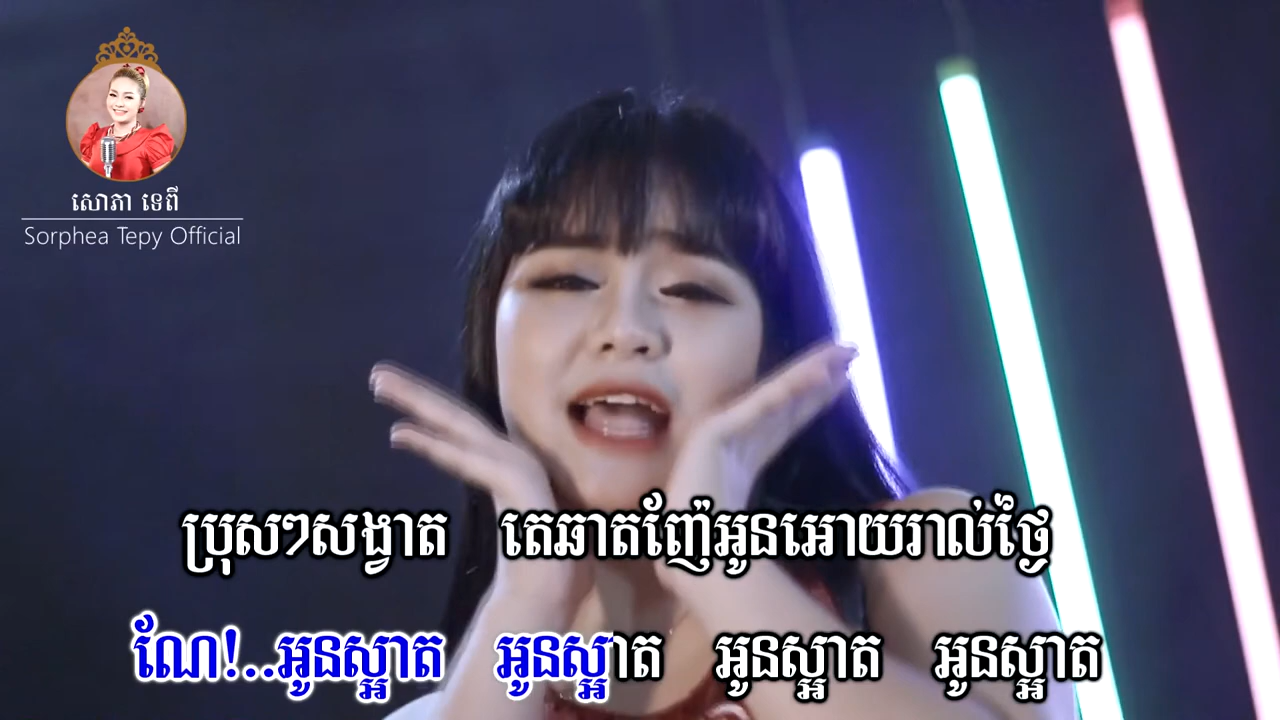 សោភា ទេពី
Sorphea Tepy Official
ប្រុសៗសង្វាត តេឆាតញ៉ែអូនអោយរាល់ថ្ងៃ
ណែ!..អូនស្អាត អូនស្អាត អូនស្អាត អូនស្អាត